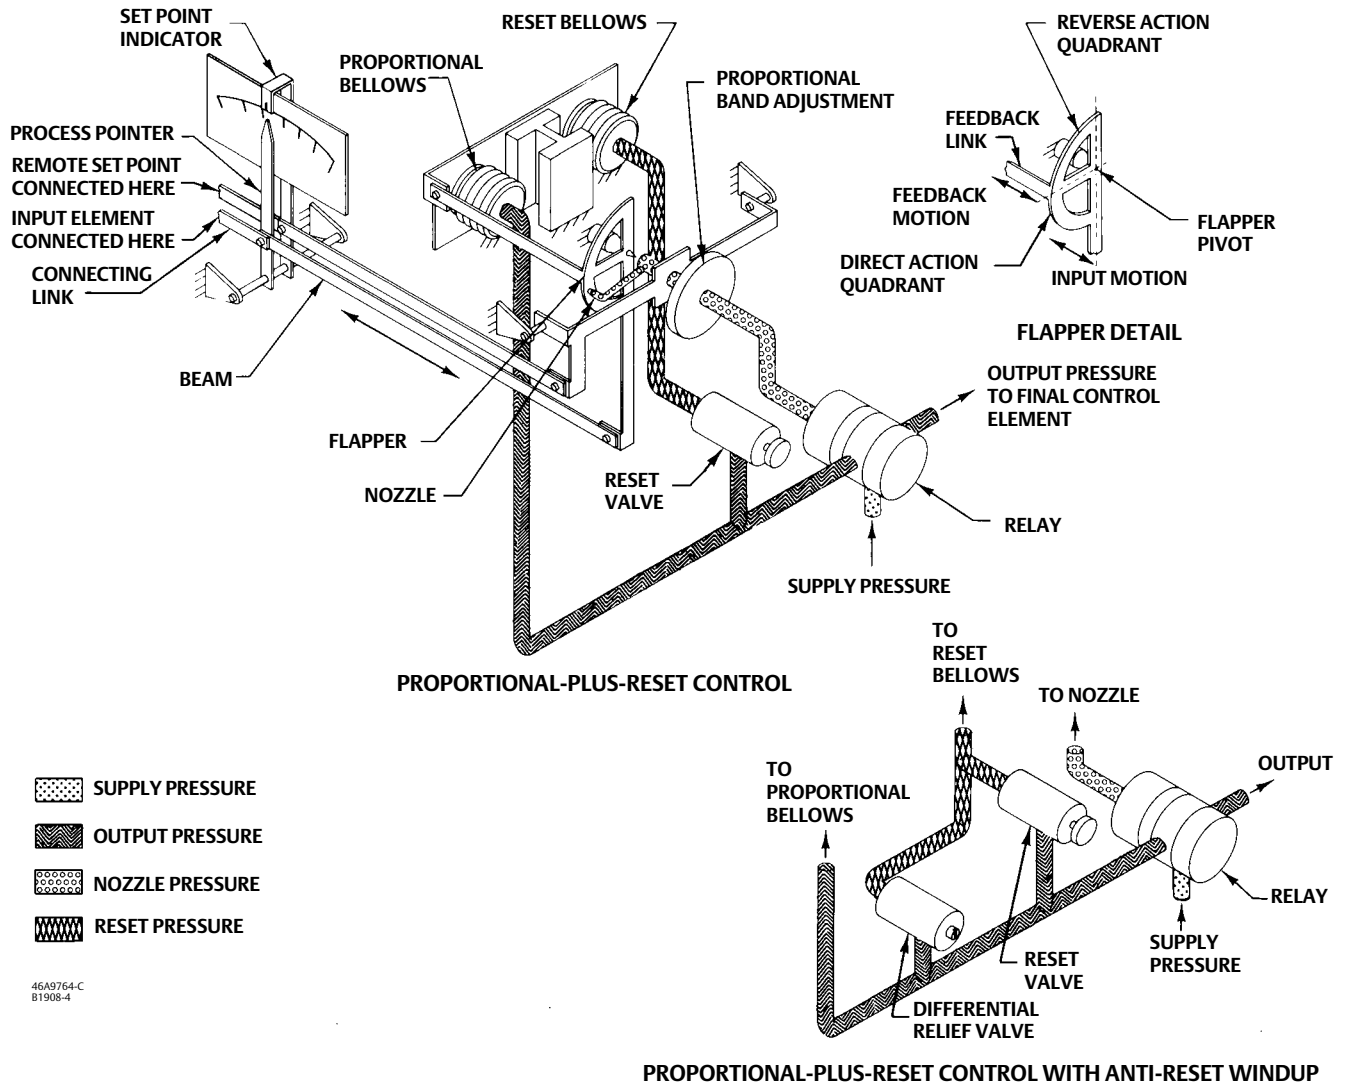 SET POINT
INDICATOR
RESET BELLOWS
PROPORTIONAL
BELLOWS
PROPORTIONAL
BAND ADJUSTMENT
REVERSE ACTION
QUADRANT
PROCESS POINTER
REMOTE SET POINT
CONNECTED HERE
INPUT ELEMENT
CONNECTED HERE
CONNECTING
LINK
FEEDBACK
LINK
FEEDBACK
MOTION
FLAPPER
PIVOT
DIRECT ACTION
QUADRANT
INPUT MOTION
FLAPPER DETAIL
BEAM
FLAPPER
NOZZLE
RESET
VALVE
OUTPUT PRESSURE
TO FINAL CONTROL
ELEMENT
RELAY
SUPPLY PRESSURE
PROPORTIONAL-PLUS-RESET CONTROL
TO
RESET
BELLOWS
TO NOZZLE
OUTPUT
TO
PROPORTIONAL
BELLOWS
RELAY
SUPPLY
PRESSURE
RESET
VALVE
DIFFERENTIAL
RELIEF VALVE
SUPPLY PRESSURE
OUTPUT PRESSURE
NOZZLE PRESSURE
RESET PRESSURE
46A9764-C
B1908-4
PROPORTIONAL-PLUS-RESET CONTROL WITH ANTI-RESET WINDUP